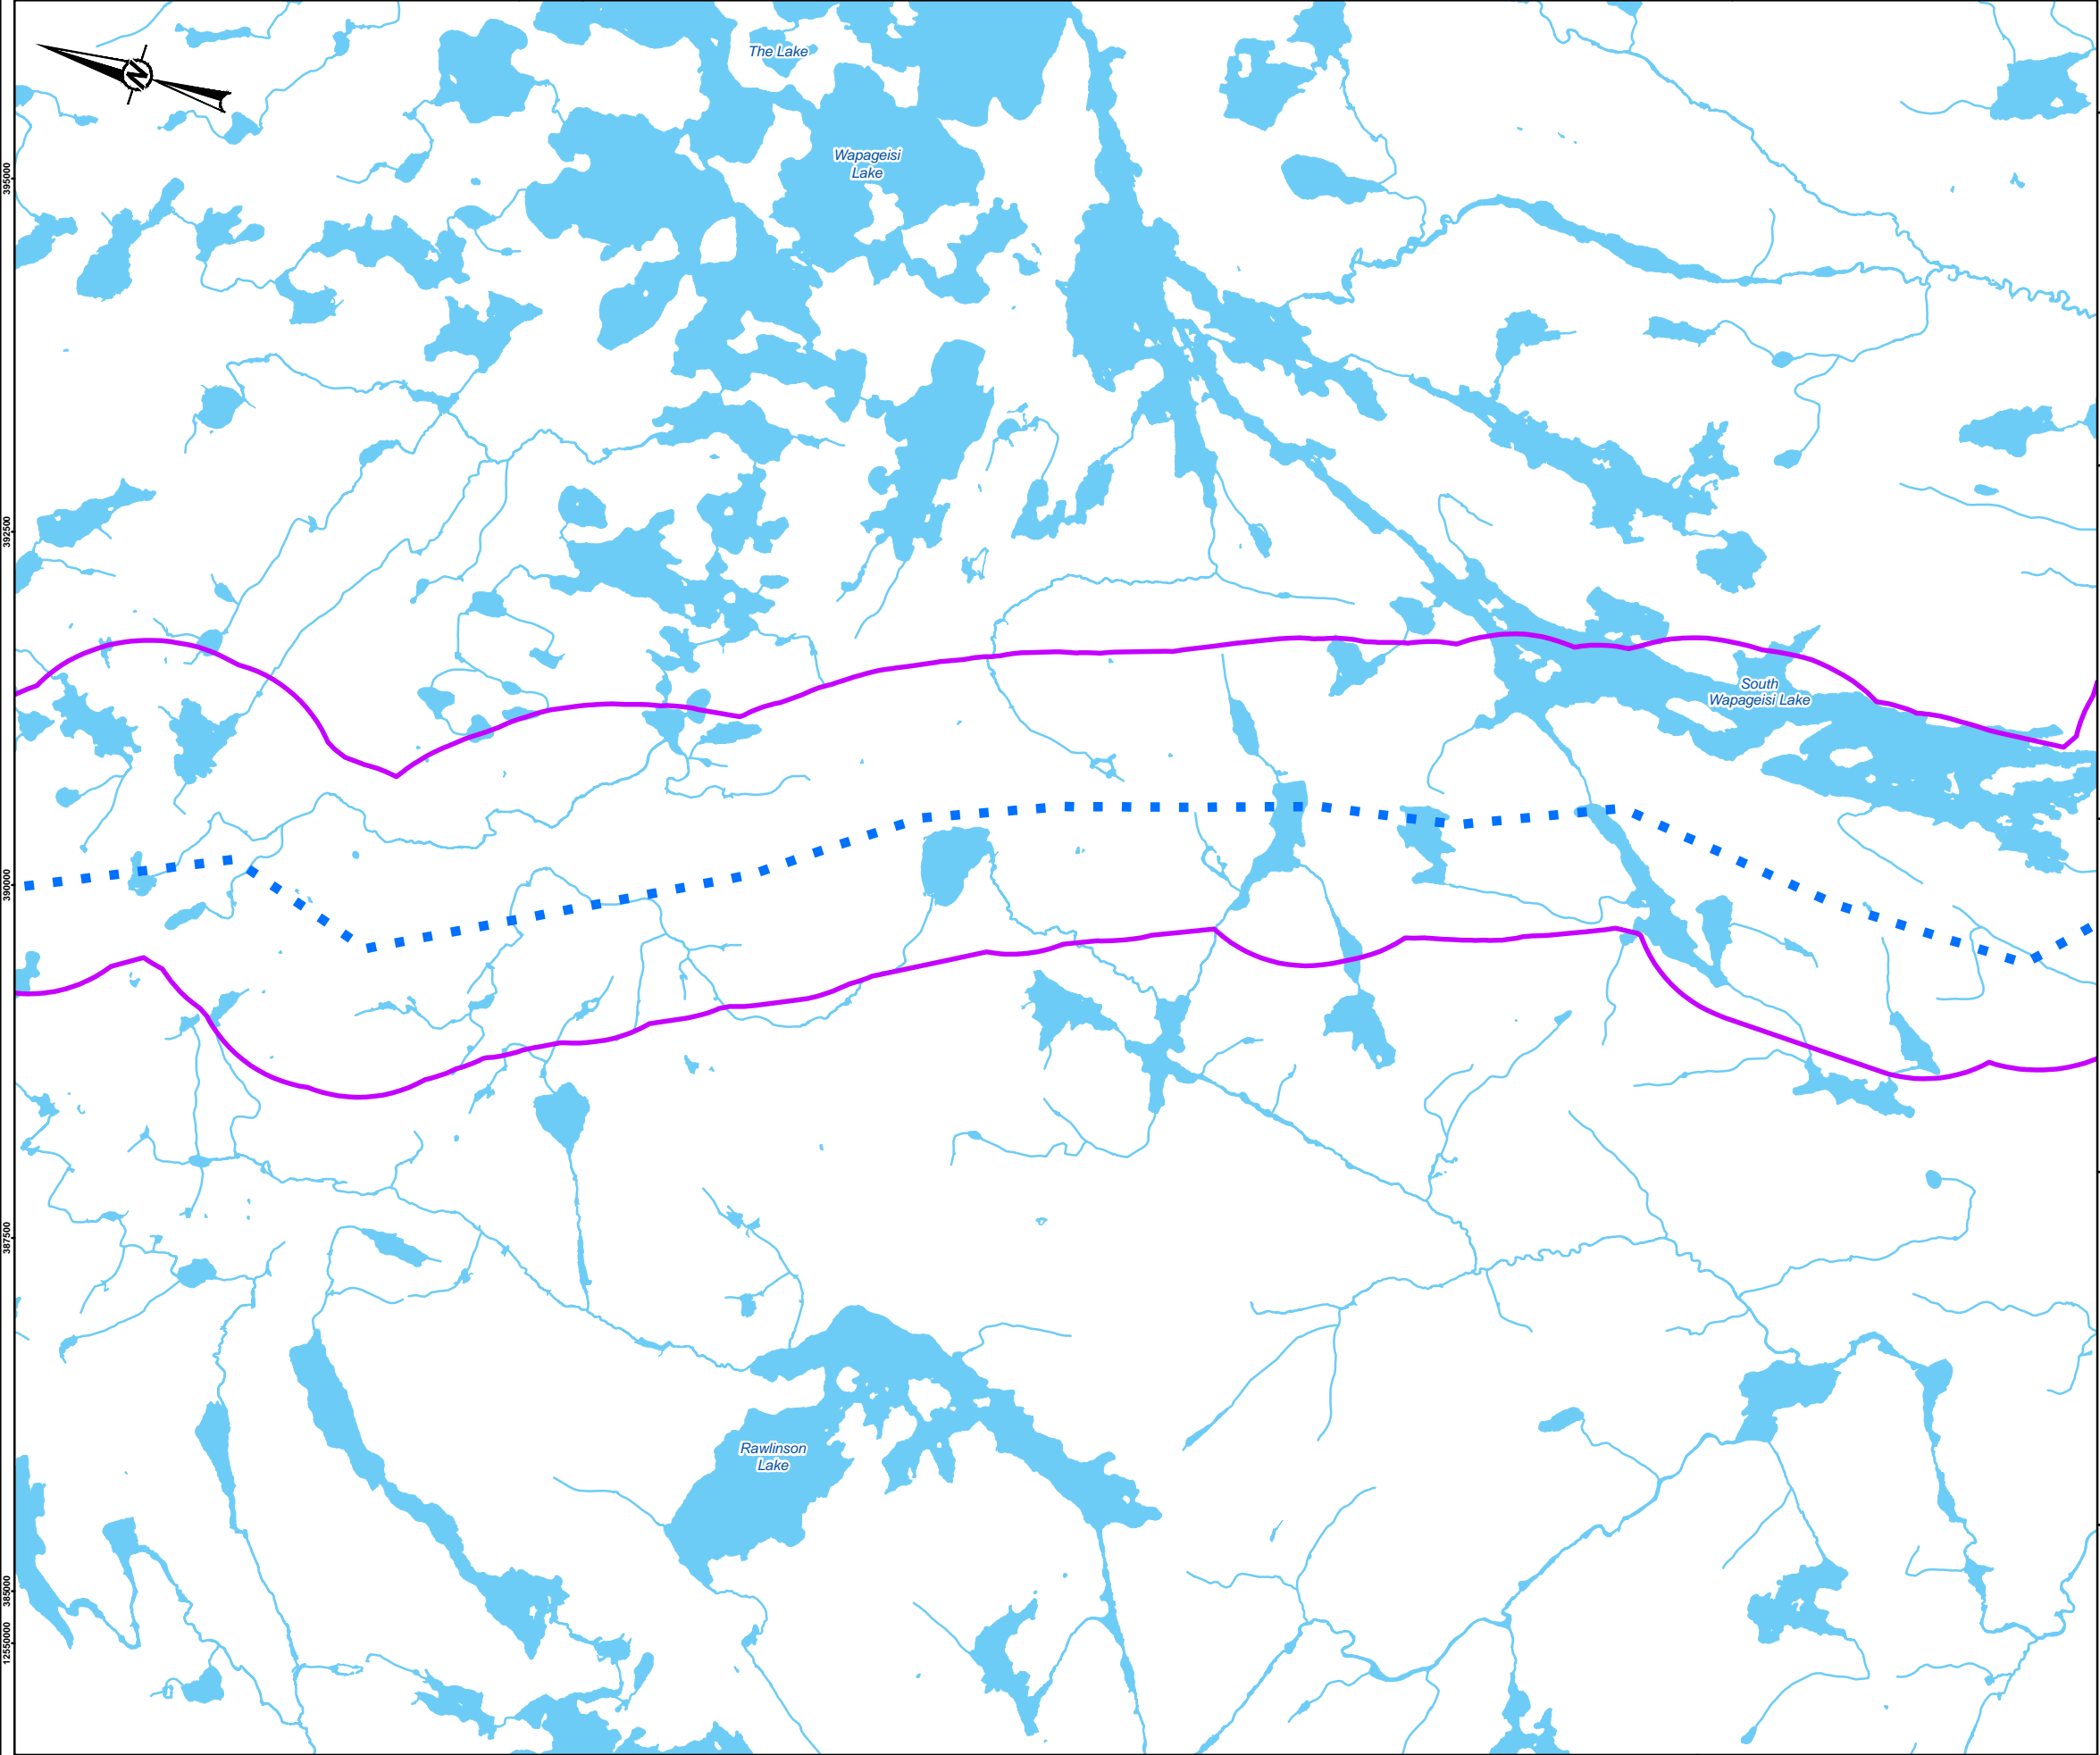 The Lake
N
Wapageisi
Lake
395000
392500
South
Wapageisi Lake
390000
387500
Rawlinson
Lake
385000
12550000